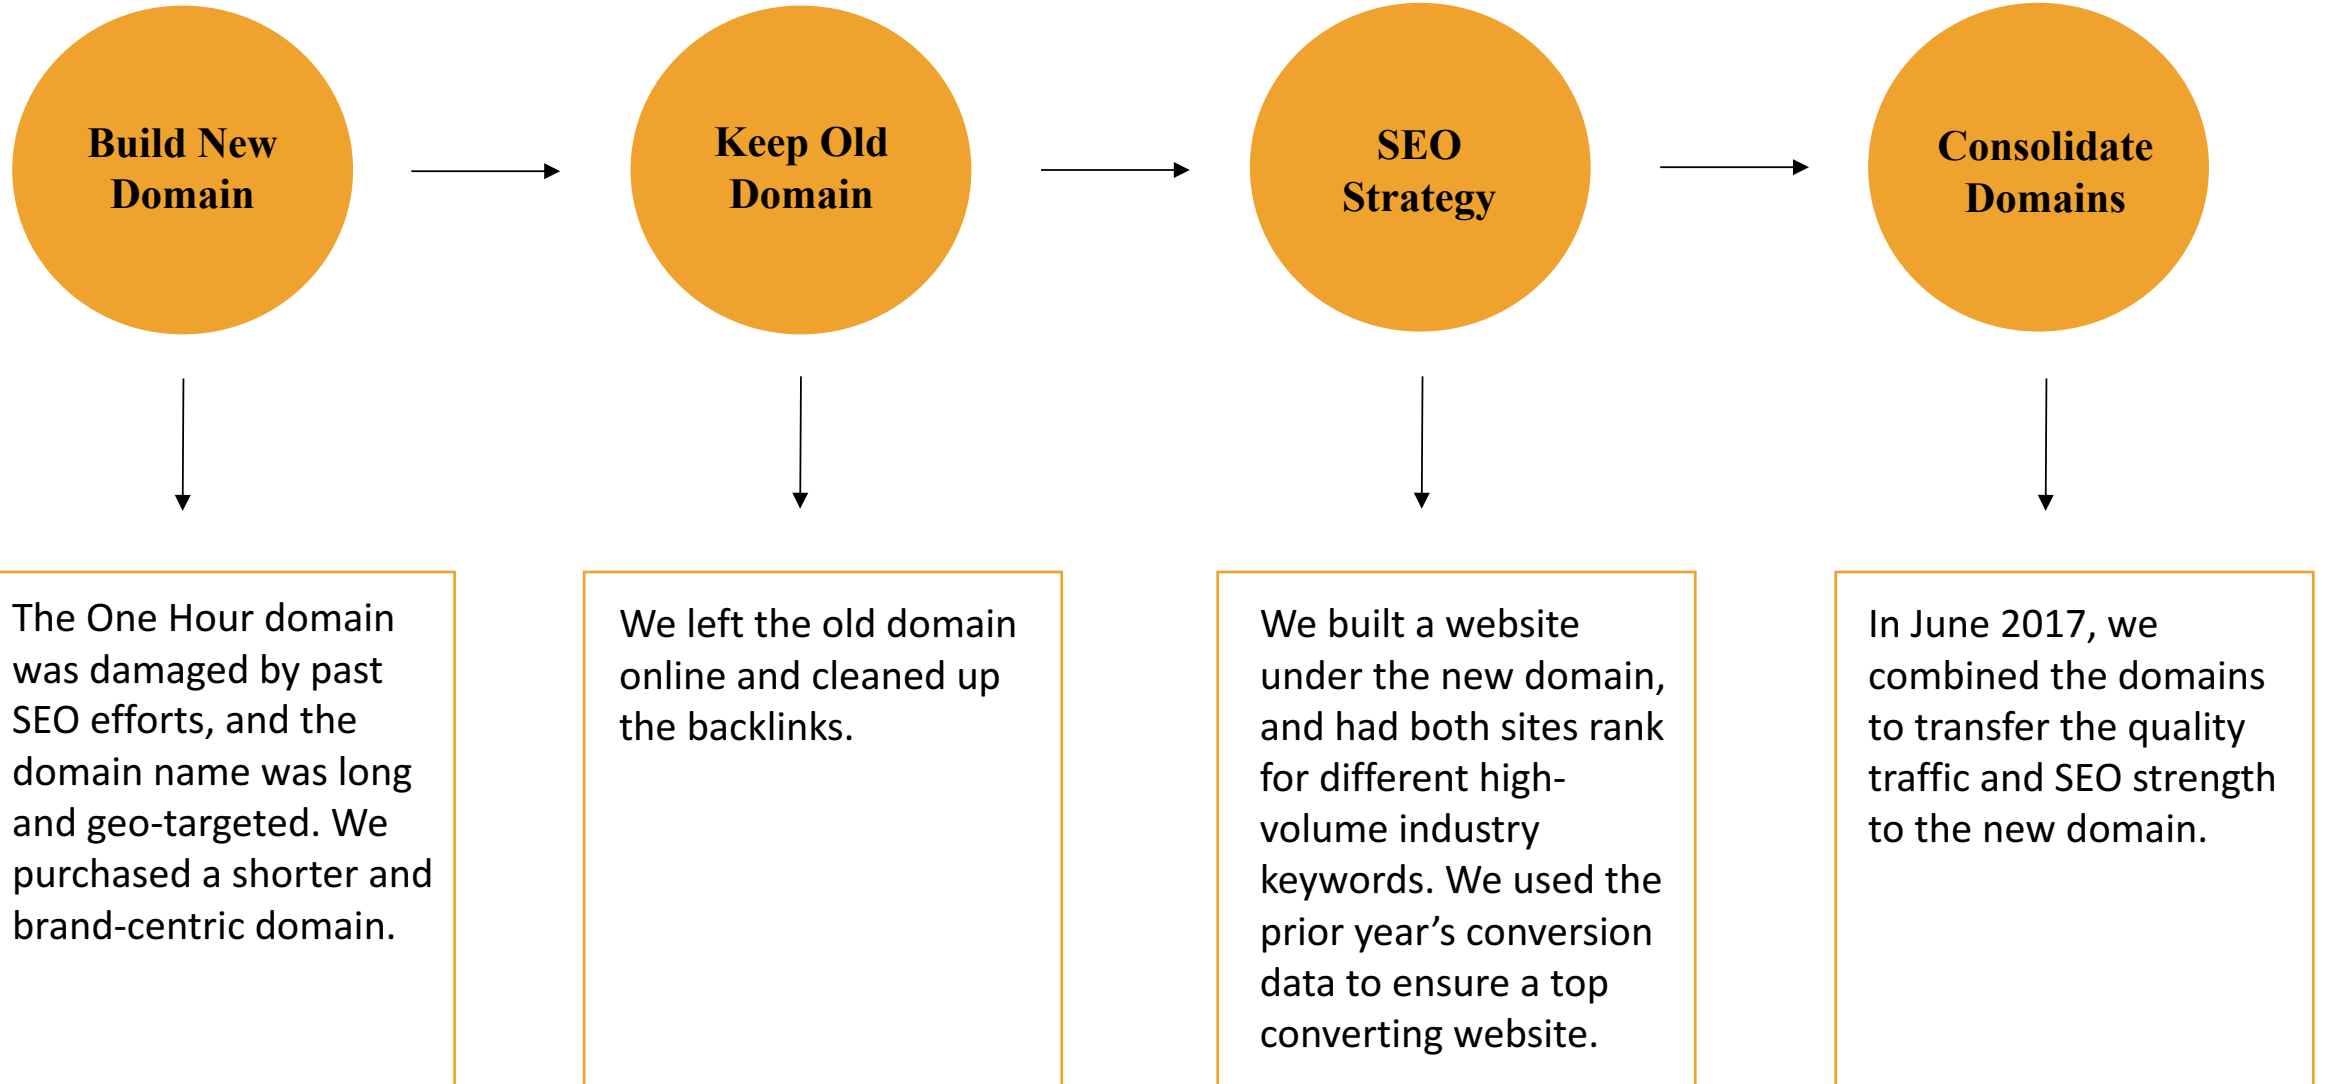 Build New
Domain
Keep Old
Domain
SEO
Strategy
Consolidate
Domains
The One Hour domain
was damaged by past
SEO efforts, and the
domain name was long
and geo-targeted. We
purchased a shorter and
brand-centric domain.
We left the old domain
online and cleaned up
the backlinks.
We built a website
under the new domain,
and had both sites rank
for different high-
volume industry
keywords. We used the
prior year’s conversion
data to ensure a top
converting website.
In June 2017, we
combined the domains
to transfer the quality
traffic and SEO strength
to the new domain.